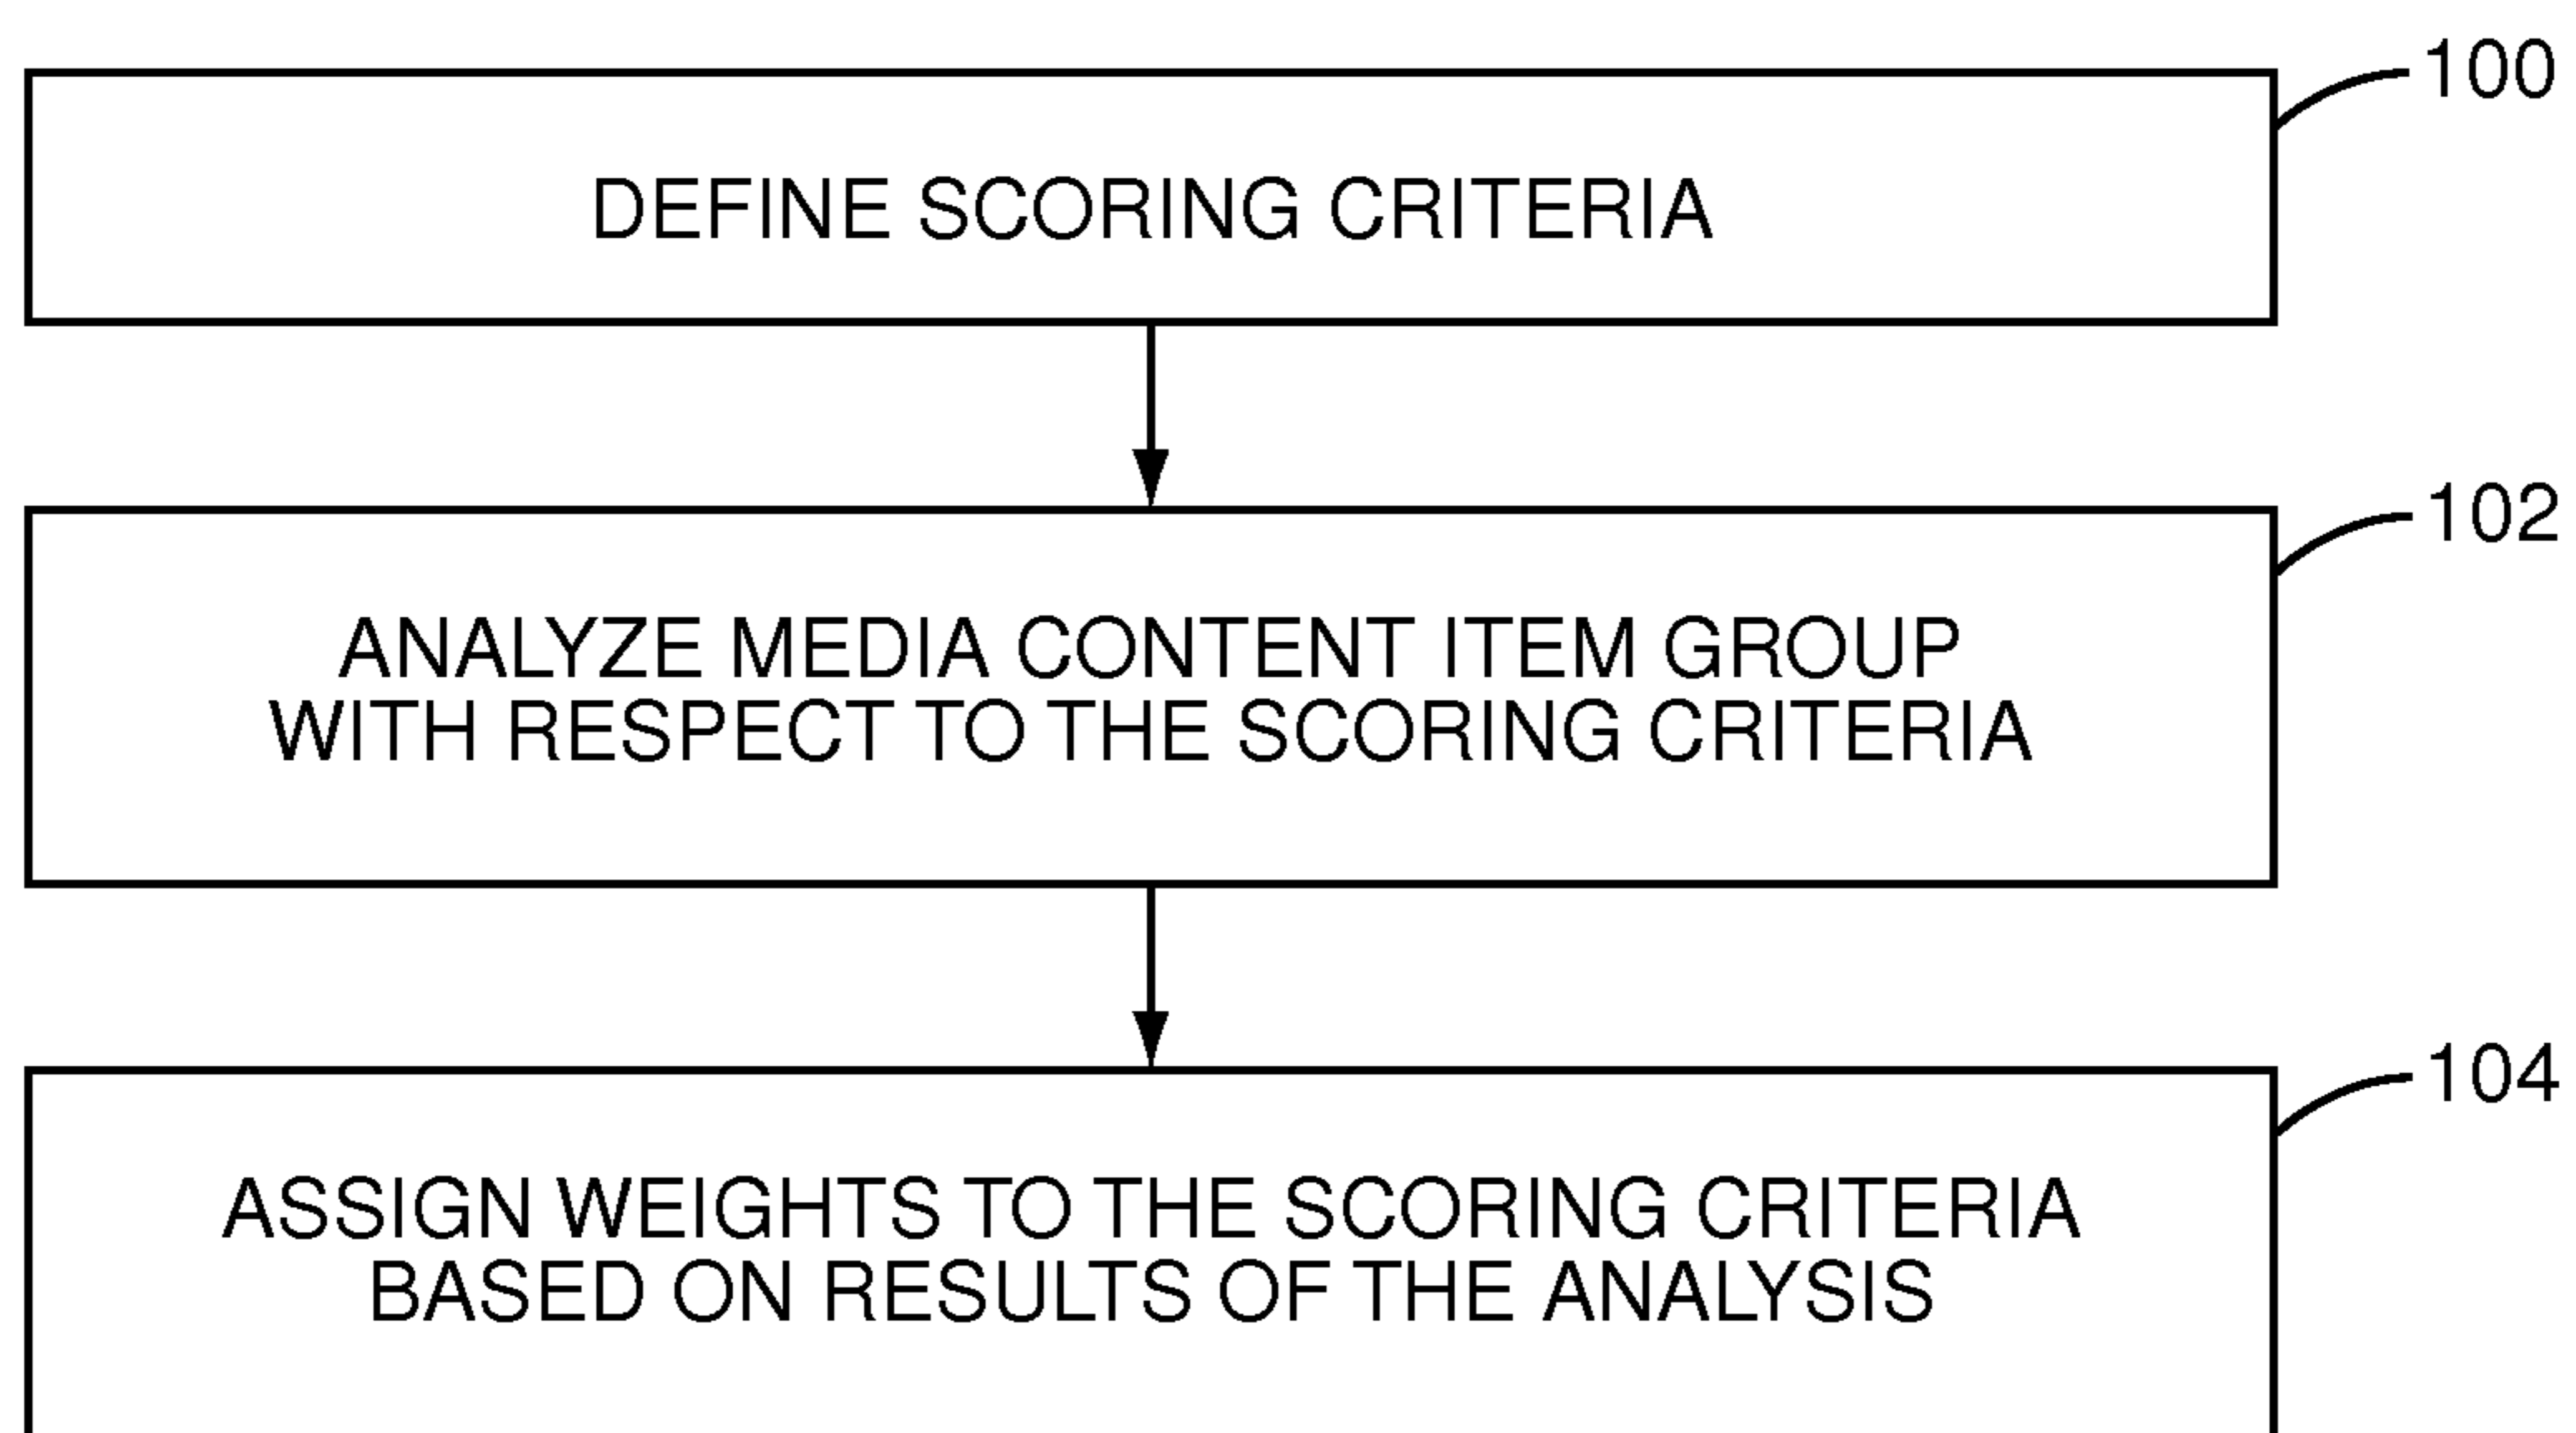 100
DEFINE SCORING CRITERIA
102
ANALYZE MEDIA CONTENT ITEM GROUP
WITH RESPECT TO THE SCORING CRITERIA
104
ASSIGN WEIGHTS TO THE SCORING CRITERIA
BASED ON RESULTS OF THE ANALYSIS